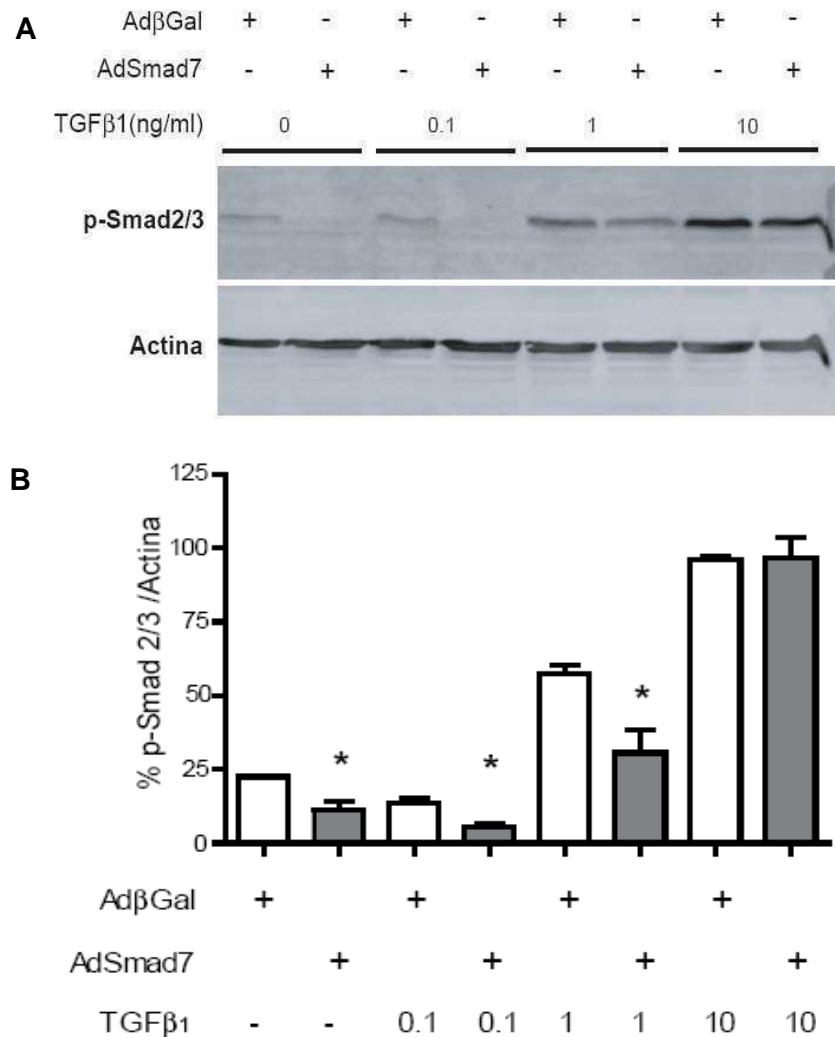 A
AdβGal + - + - + - + -
AdSmad7 - + - + - + - +
TGFβ1(ng/ml) 0 0.1 1 10
p-Smad2/3
Actina
B
% p-Smad 2/3 /Actina
125
100
75
50
25
0
* * *
AdβGal + + + +
AdSmad7 + + + +
TGFβ1 - - 0.1 0.1 1 1 10 10